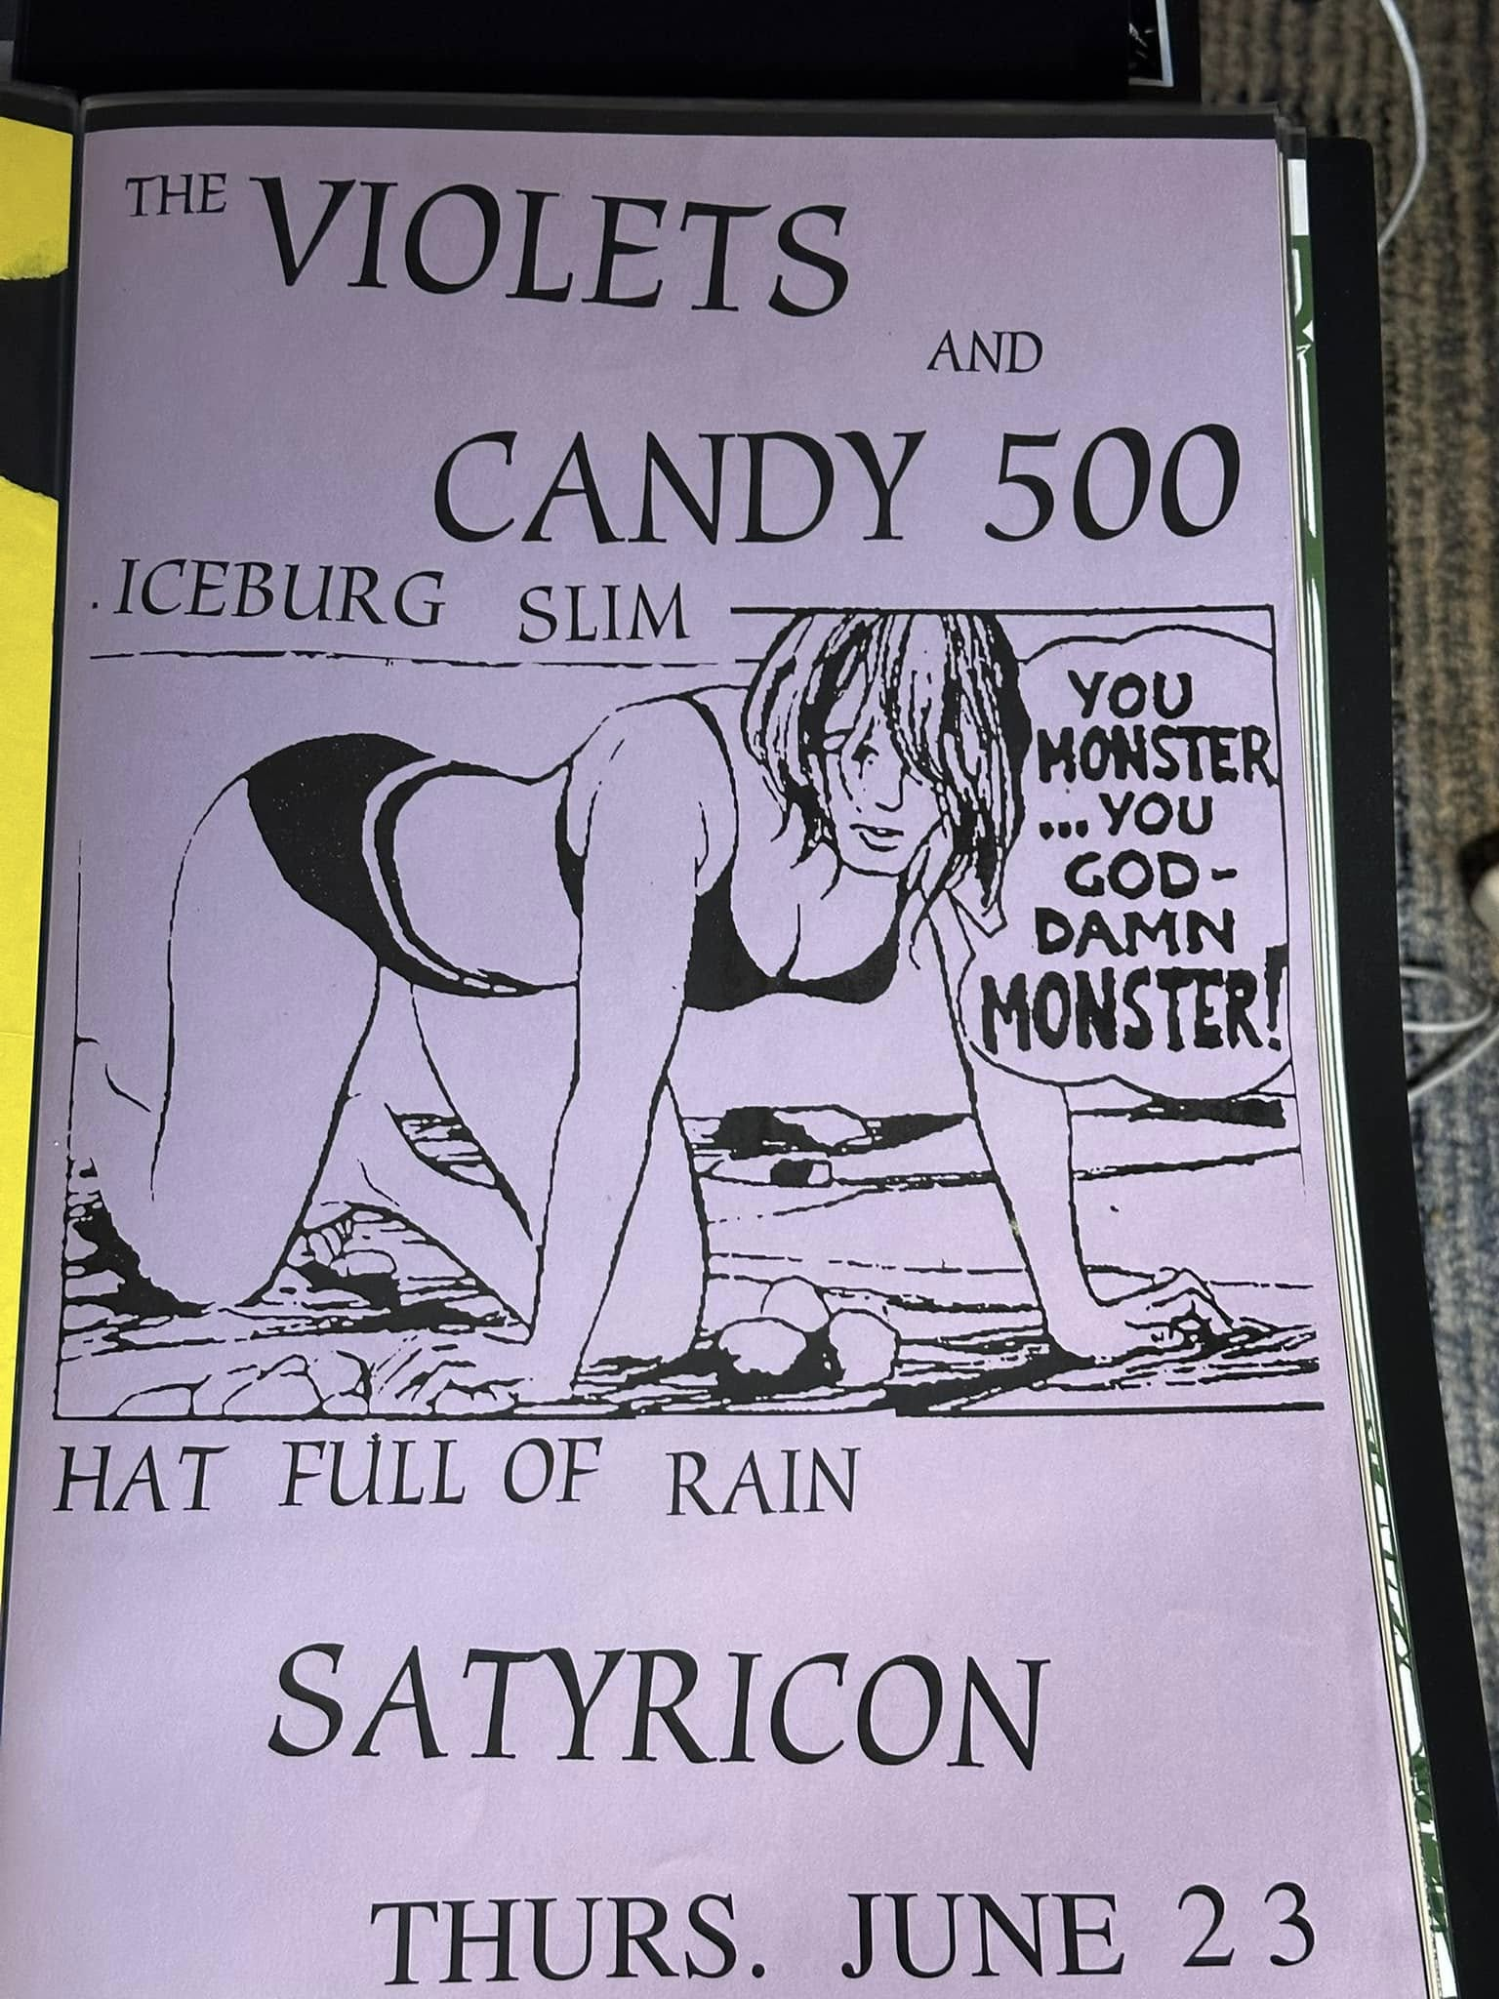 THE VIOLETS
AND
CANDY 500
ICEBURG SLIM
YOU
MONSTER
...YOU
GOD-
DAMN
MONSTER!
HAT FULL OF RAIN
SATYRICON
THURS. JUNE 23